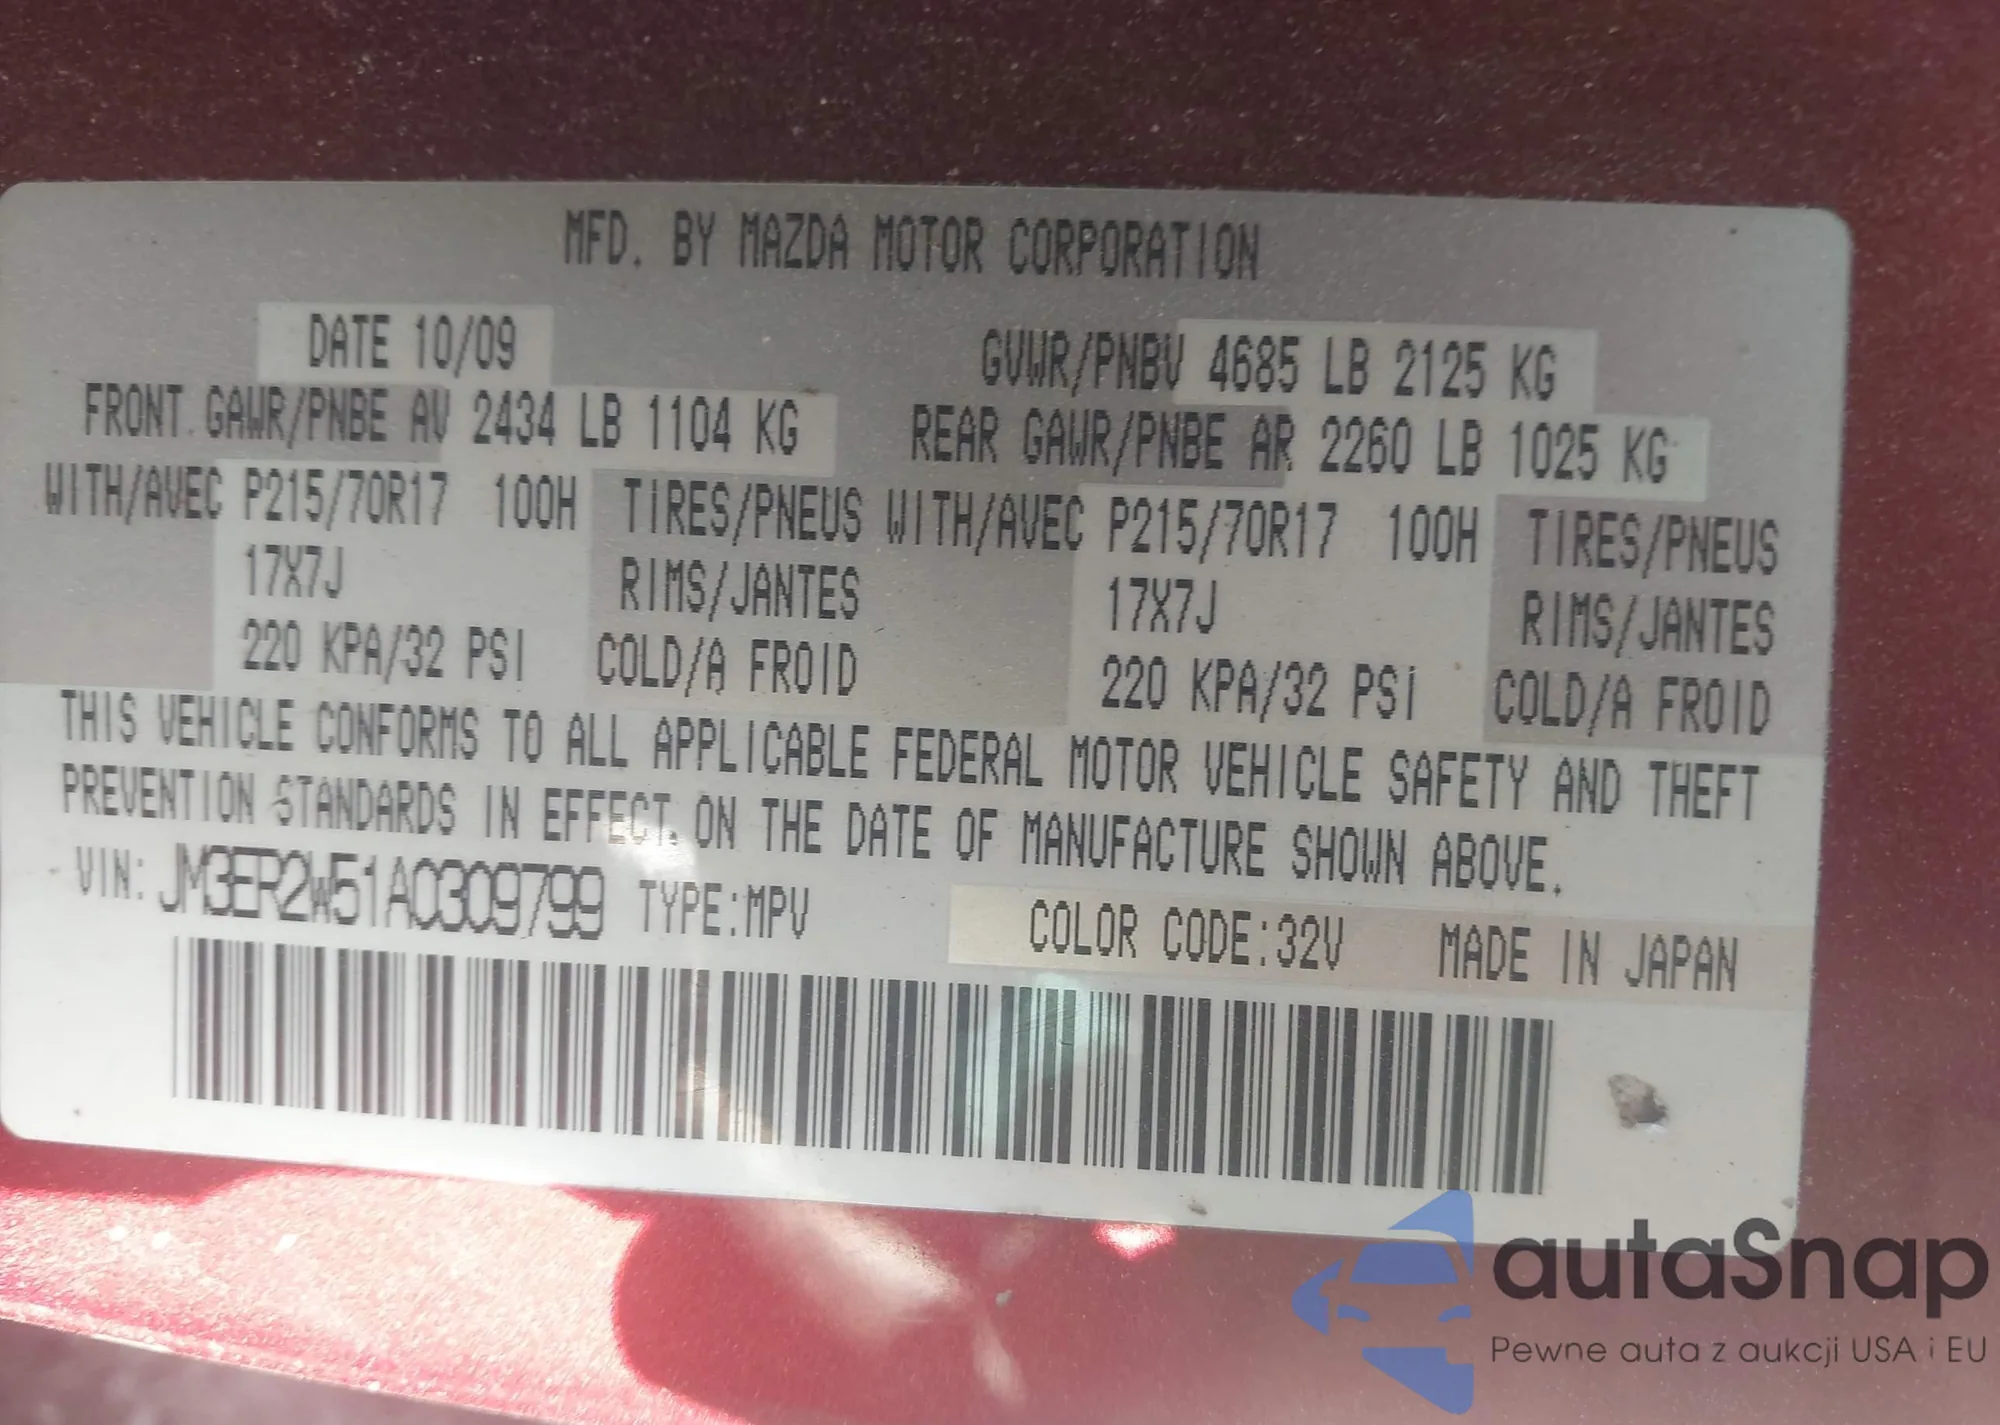 MFD. BY MAZDA MOTOR CORPORATION
DATE 10/09 GVWR/PNBV 4685 LB 2125 KG
FRONT GAWR/PNBE AV 2434 LB 1104 KG REAR GAWR/PNBE AR 2260 LB 1025 KG
WITH/AVEC P215/70R17 100H TIRES/PNEUS WITH/AVEC P215/70R17 100H TIRES/PNEUS
17X7J RIMS/JANTES 17X7J RIMS/JANTES
220 KPA/32 PSI COLD/A FROID 220 KPA/32 PSI COLD/A FROID
THIS VEHICLE CONFORMS TO ALL APPLICABLE FEDERAL MOTOR VEHICLE SAFETY AND THEFT
PREVENTION STANDARDS IN EFFECT ON THE DATE OF MANUFACTURE SHOWN ABOVE.
VIN: JM3ER2W51A0309799 TYPE:MPV COLOR CODE:32V MADE IN JAPAN
autaSnap
Pewne auta z aukcji USA i EU